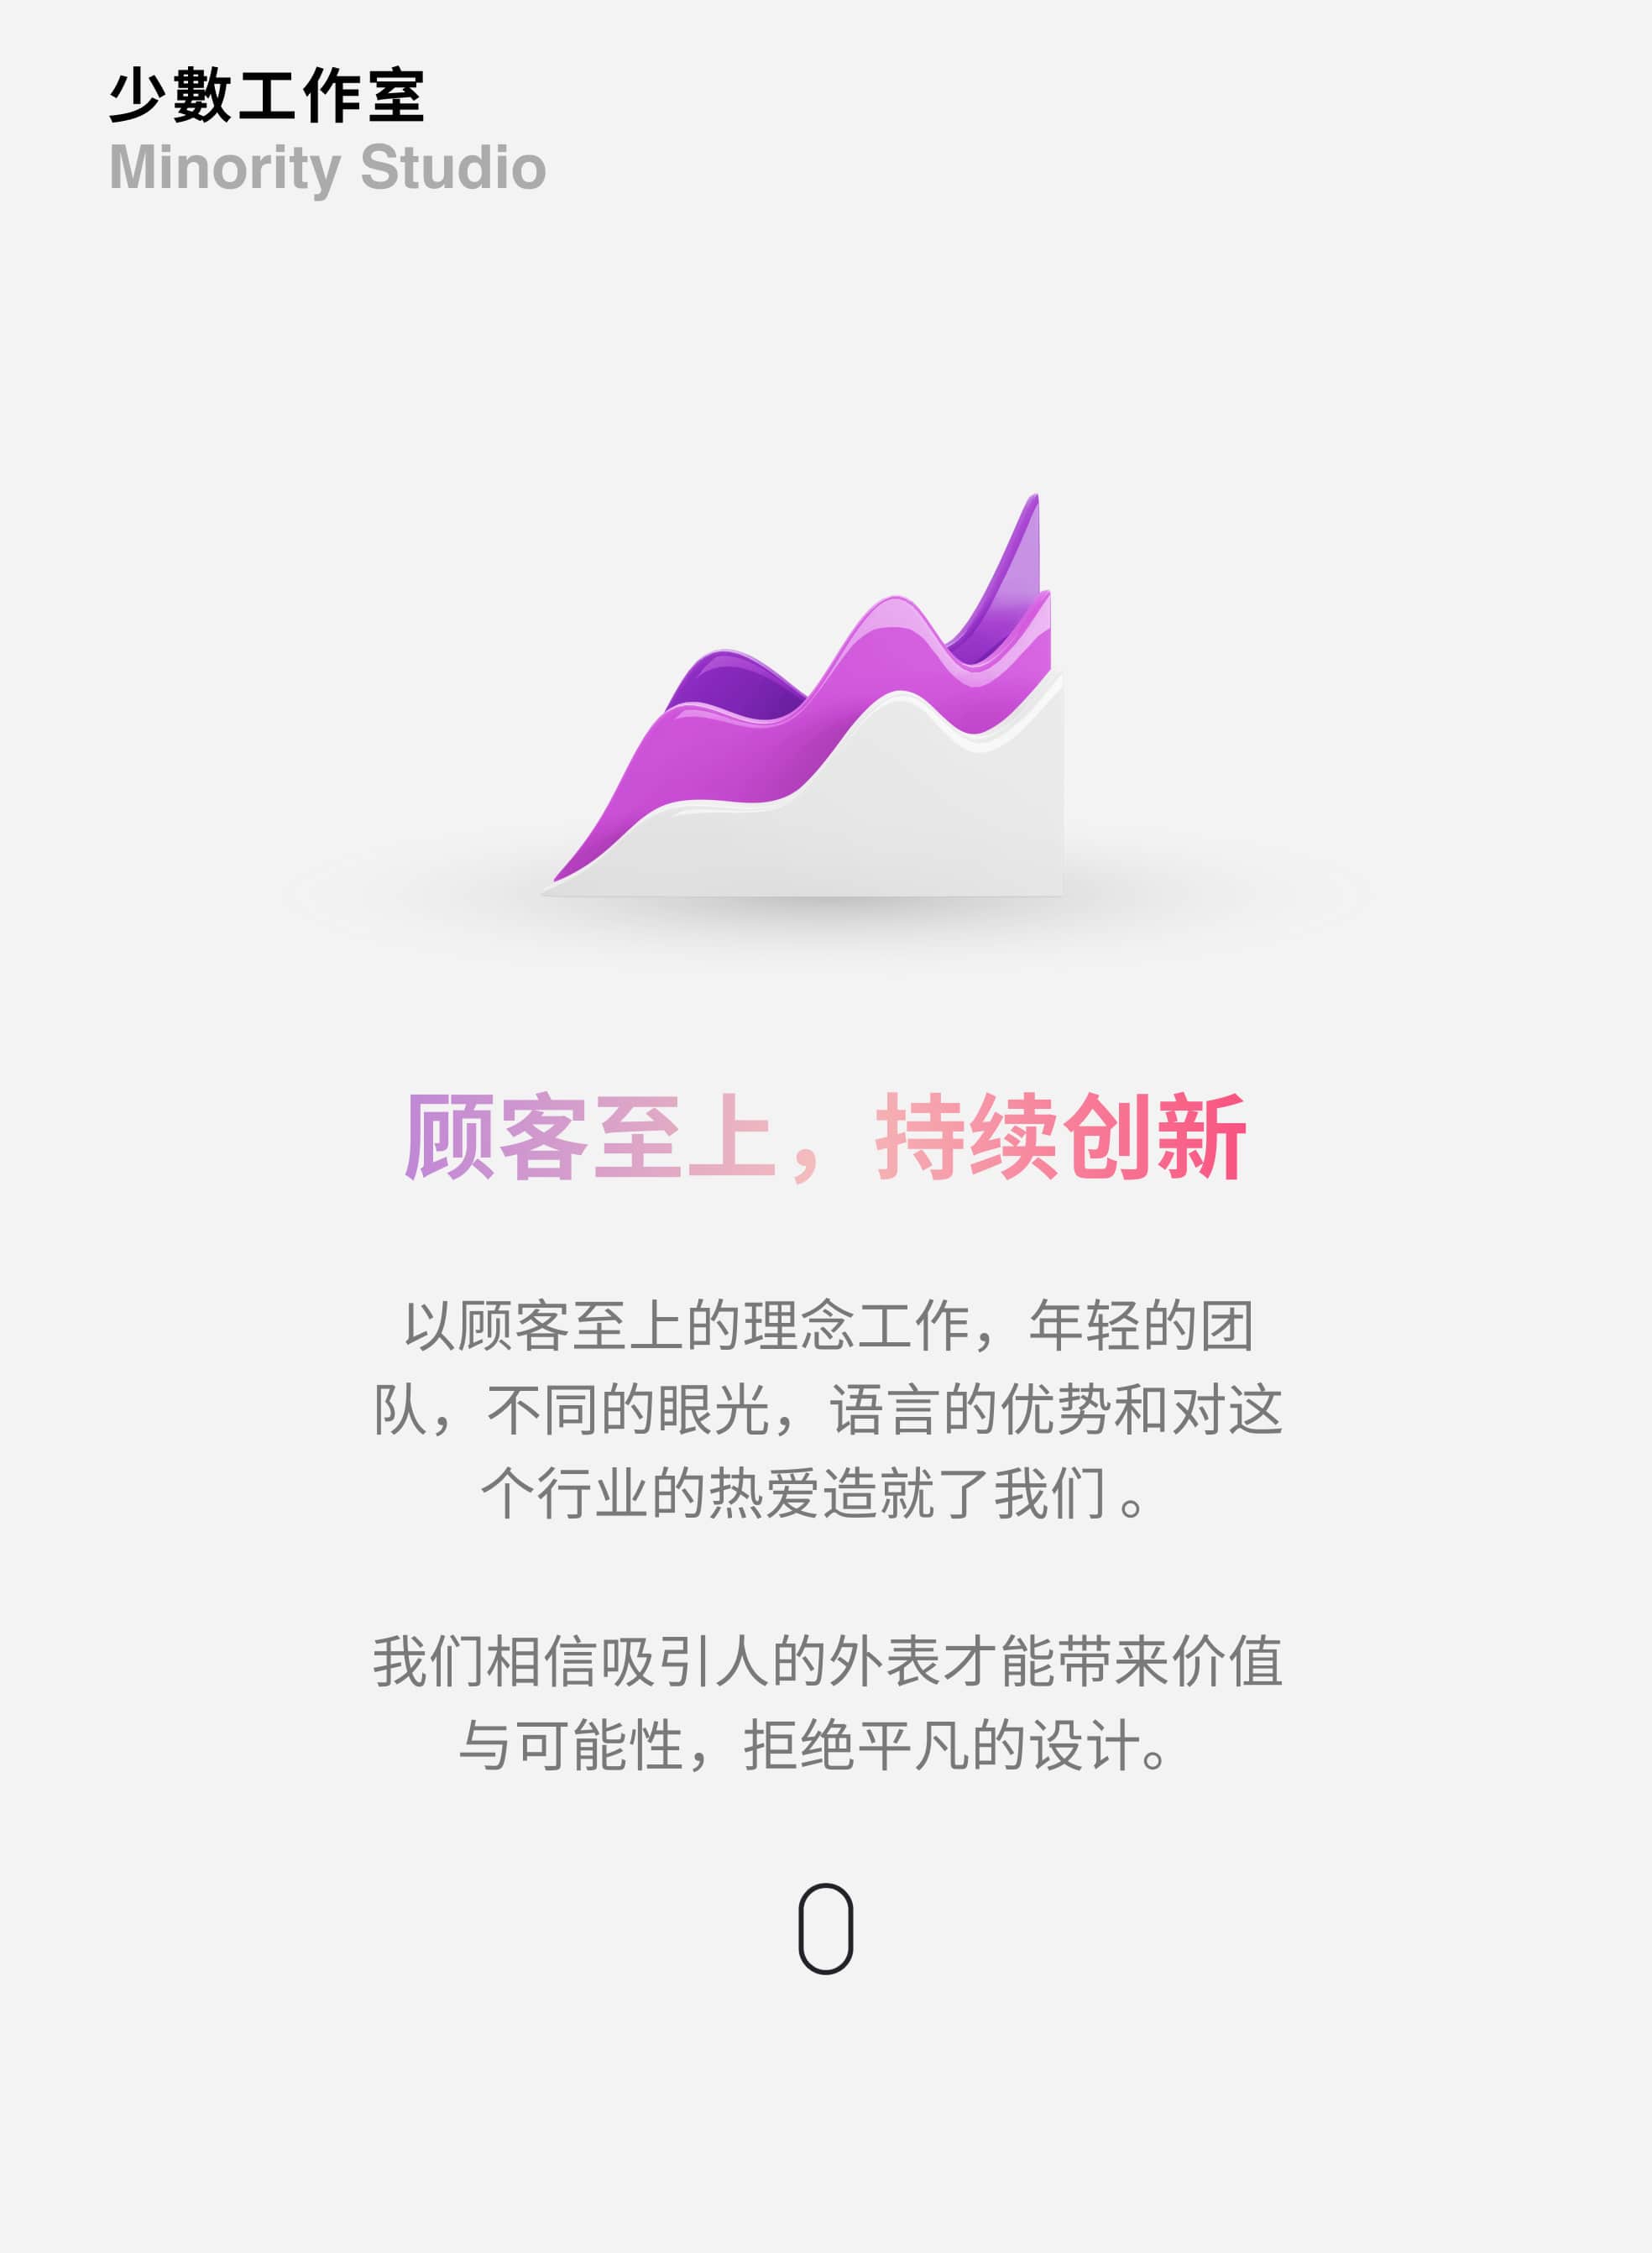 少數工作室
Minority Studio
顾客至上，持续创新
以顾客至上的理念工作，年轻的团
队，不同的眼光，语言的优势和对这
个行业的热爱造就了我们 。
我们相信吸引人的外表才能带来价值
与可能性，拒绝平凡的设计。